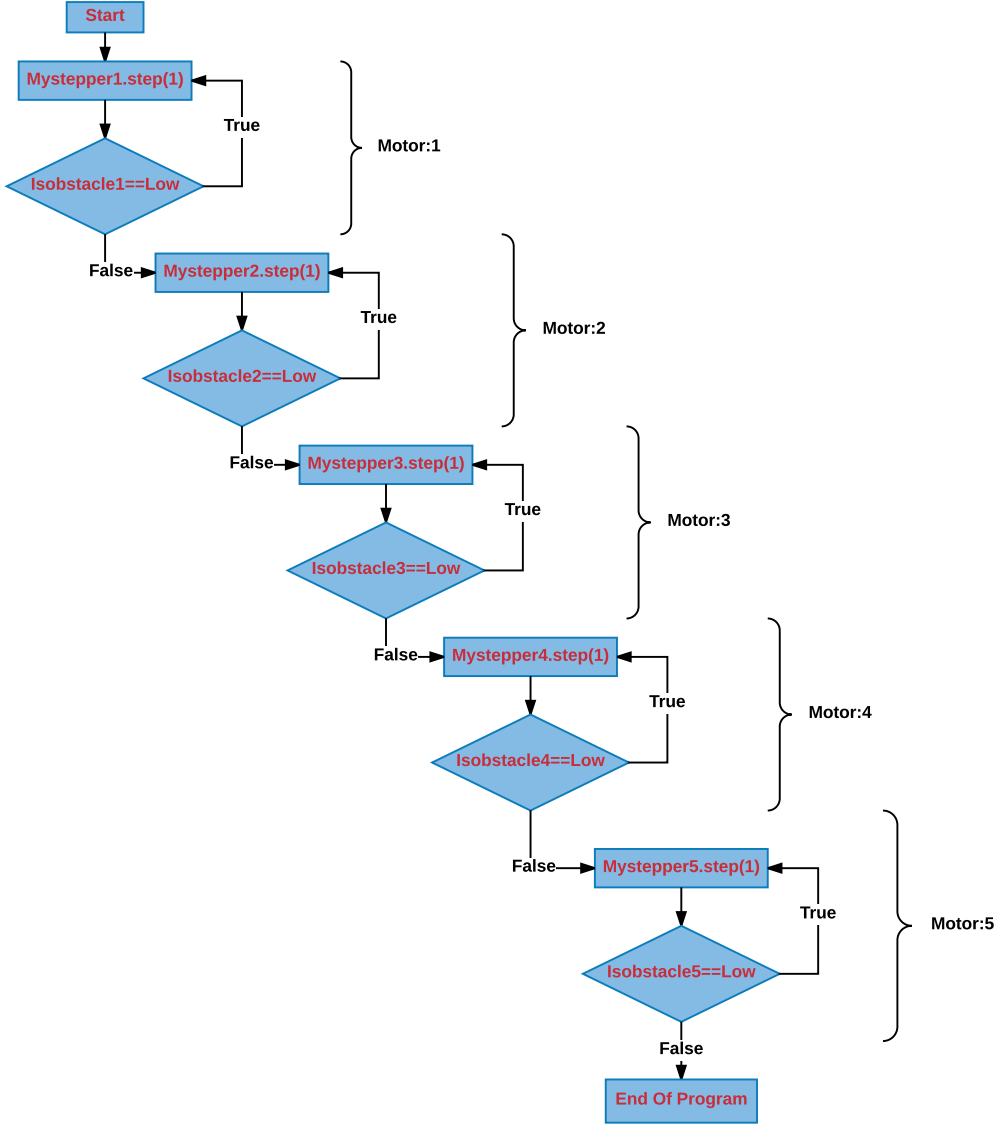 Start
Mystepper1.step(1)
True
Motor:1
Isobstacle1==Low
False
Mystepper2.step(1)
True
Motor:2
Isobstacle2==Low
False
Mystepper3.step(1)
True
Motor:3
Isobstacle3==Low
False
Mystepper4.step(1)
True
Motor:4
Isobstacle4==Low
False
Mystepper5.step(1)
True
Motor:5
Isobstacle5==Low
False
End Of Program